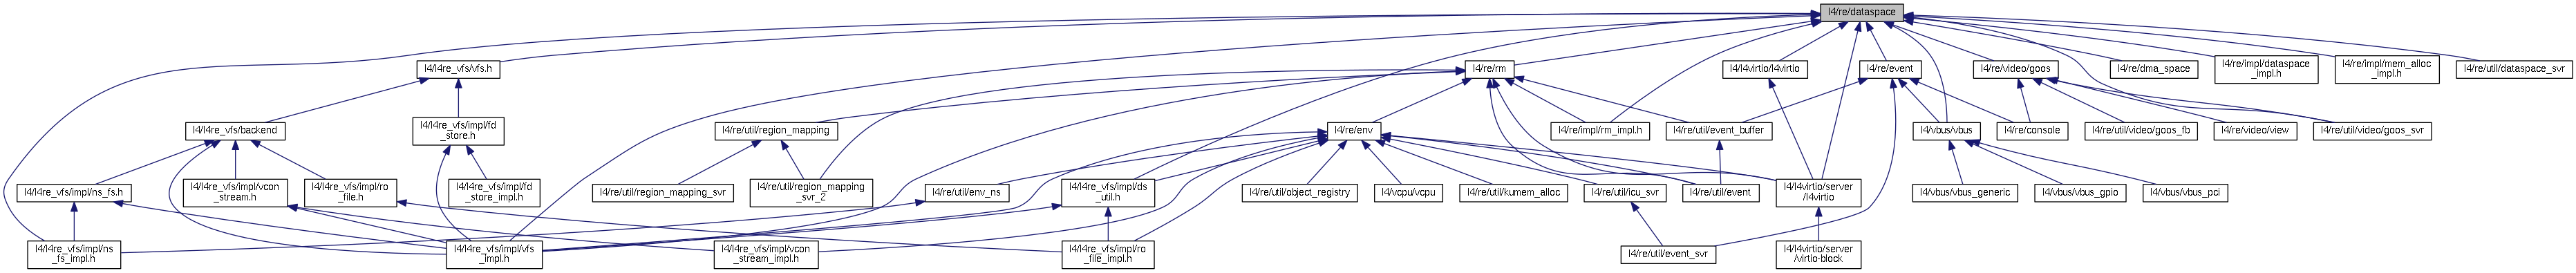 l4/re/dataspace
l4/l4re_vfs/vfs.h
l4/re/rm
l4/l4virtio/l4virtio
l4/re/event
l4/re/video/goos
l4/re/dma_space
l4/re/impl/dataspace
_impl.h
l4/re/impl/mem_alloc
_impl.h
l4/re/util/dataspace_svr
l4/l4re_vfs/backend
l4/l4re_vfs/impl/fd
_store.h
l4/re/util/region_mapping
l4/re/env
l4/re/impl/rm_impl.h
l4/re/util/event_buffer
l4/vbus/vbus
l4/re/console
l4/re/util/video/goos_fb
l4/re/video/view
l4/re/util/video/goos_svr
l4/l4re_vfs/impl/ns_fs.h
l4/l4re_vfs/impl/vcon
_stream.h
l4/l4re_vfs/impl/ro
_file.h
l4/l4re_vfs/impl/fd
_store_impl.h
l4/re/util/region_mapping_svr
l4/re/util/region_mapping
_svr_2
l4/re/util/env_ns
l4/l4re_vfs/impl/ds
_util.h
l4/re/util/object_registry
l4/vcpu/vcpu
l4/re/util/kumem_alloc
l4/re/util/icu_svr
l4/re/util/event
l4/l4virtio/server
/l4virtio
l4/vbus/vbus_generic
l4/vbus/vbus_gpio
l4/vbus/vbus_pci
l4/l4re_vfs/impl/ns
_fs_impl.h
l4/l4re_vfs/impl/vfs
_impl.h
l4/l4re_vfs/impl/vcon
_stream_impl.h
l4/l4re_vfs/impl/ro
_file_impl.h
l4/re/util/event_svr
l4/l4virtio/server
/virtio-block